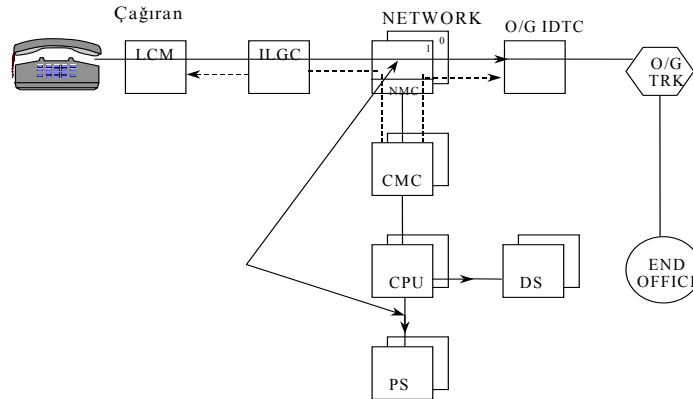 Çağıran
NETWORK
O/G IDTC
LCM
ILGC
0
1
O/G
TRK
NMC
CMC
CPU
DS
END
OFFICE
PS